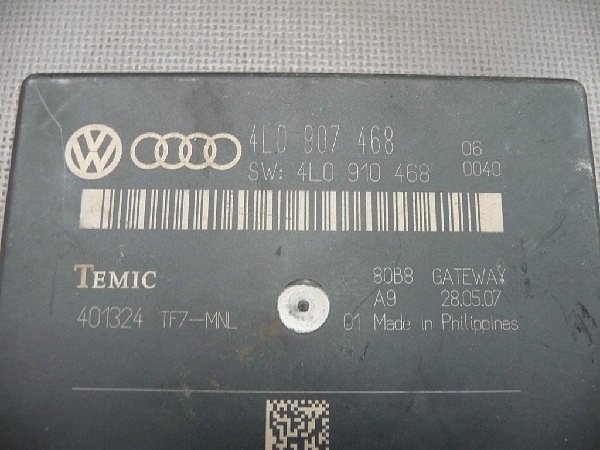 4L0 907 468 06
SW: 4L0 910 468 0040
TEMIC 80B8 GATEWAY
A9 28.05.07
401324 TF7-MNL 01 Made in Philippines